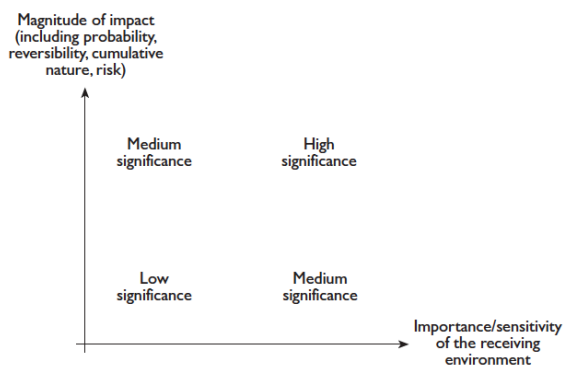 Magnitude of impact
(including probability,
reversibility, cumulative
nature, risk)
Medium
significance
High
significance
Low
significance
Medium
significance
Importance/sensitivity
of the receiving
environment